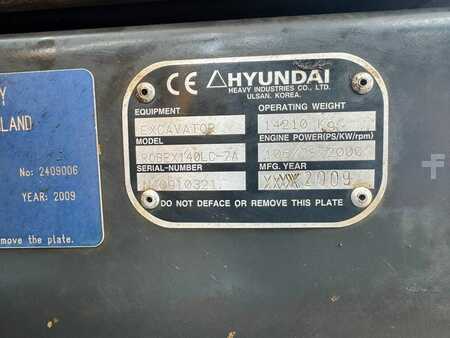 Y
LAND
No: 2409006
YEAR: 2009
move the plate.
CE HYUNDAI
HEAVY INDUSTRIES CO., LTD.
ULSAN. KOREA.
EQUIPMENT
EXCAVATOR
MODEL
ROBEX140LC-7A
SERIAL-NUMBER
OPERATING WEIGHT
14210 KGS
ENGINE POWER(PS/KW/rpm)
MFG. YEAR
XXXX2009
DO NOT DEFACE OR REMOVE THIS PLATE